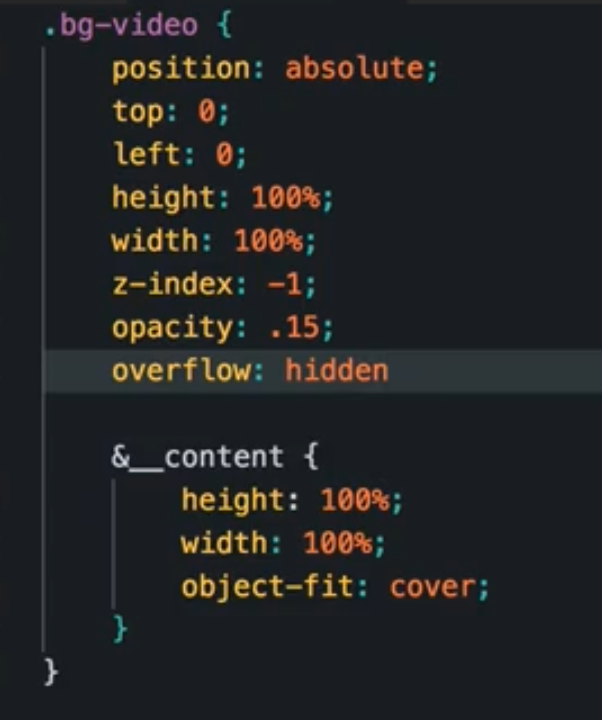 .bg-video {
position: absolute;
top: 0;
left: 0;
height: 100%;
width: 100%;
z-index: -1;
opacity: .15;
overflow: hidden
&__content {
height: 100%;
width: 100%;
object-fit: cover;
}
}